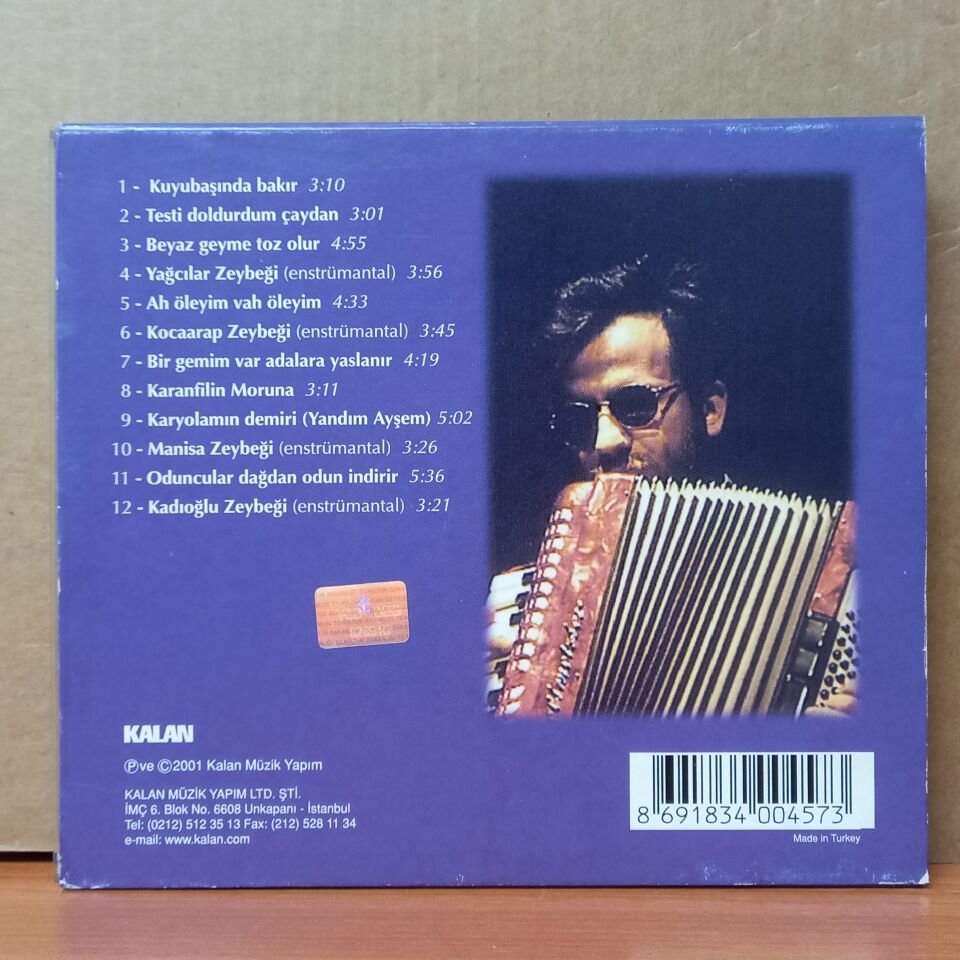 1 - Kuyubaşında bakır 3:10
2 - Testi doldurdum çaydan 3:01
3 - Beyaz geyme toz olur 4:55
4 - Yağcılar Zeybeği (enstrümantal) 3:56
5 - Ah öleyim vah öleyim 4:33
6 - Kocaarap Zeybeği (enstrümantal) 3:45
7 - Bir gemim var adalara yaslanır 4:19
8 - Karanfilin Moruna 3:11
9 - Karyolamın demiri (Yandım Ayşem) 5:02
10 - Manisa Zeybeği (enstrümantal) 3:26
11 - Oduncular dağdan odun indirir 5:36
12 - Kadıoğlu Zeybeği (enstrümantal) 3:21
KALAN
℗ve ©2001 Kalan Müzik Yapım
KALAN MÜZİK YAPIM LTD. ŞTİ.
İMÇ 6. Blok No. 6608 Unkapanı - İstanbul
Tel: (0212) 512 35 13 Fax: (212) 528 11 34
e-mail: www.kalan.com
8 691834 004573
Made in Turkey